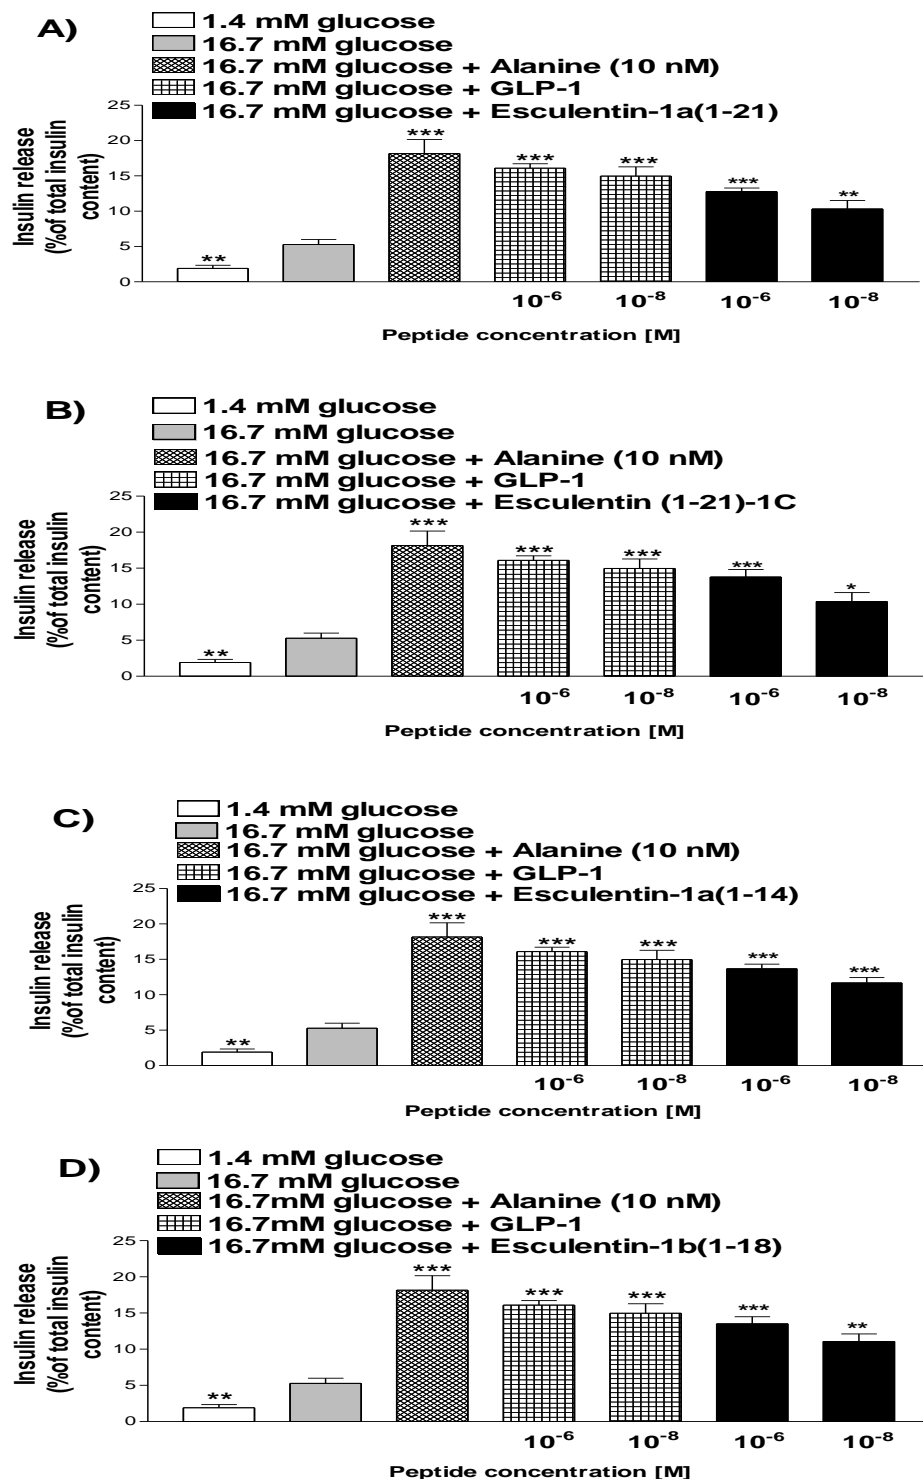 A)
1.4 mM glucose
16.7 mM glucose
16.7 mM glucose + Alanine (10 nM)
16.7 mM glucose + GLP-1
16.7 mM glucose + Esculentin-1a(1-21)
Insulin release
(%of total insulin
content)
25
20
15
10
5
0
**
***
***
***
***
**
10-6
10-8
10-6
10-8
Peptide concentration [M]
B)
1.4 mM glucose
16.7 mM glucose
16.7 mM glucose + Alanine (10 nM)
16.7 mM glucose + GLP-1
16.7 mM glucose + Esculentin (1-21)-1C
Insulin release
(%of total insulin
content)
25
20
15
10
5
0
**
***
***
***
***
*
10-6
10-8
10-6
10-8
Peptide concentration [M]
C)
1.4 mM glucose
16.7 mM glucose
16.7 mM glucose + Alanine (10 nM)
16.7 mM glucose + GLP-1
16.7 mM glucose + Esculentin-1a(1-14)
Insulin release
(%of total insulin
content)
25
20
15
10
5
0
**
***
***
***
***
***
10-6
10-8
10-6
10-8
Peptide concentration [M]
D)
1.4 mM glucose
16.7 mM glucose
16.7mM glucose + Alanine (10 nM)
16.7mM glucose + GLP-1
16.7mM glucose + Esculentin-1b(1-18)
Insulin release
(%of total insulin
content)
25
20
15
10
5
0
**
***
***
***
***
**
10-6
10-8
10-6
10-8
Peptide concentration [M]